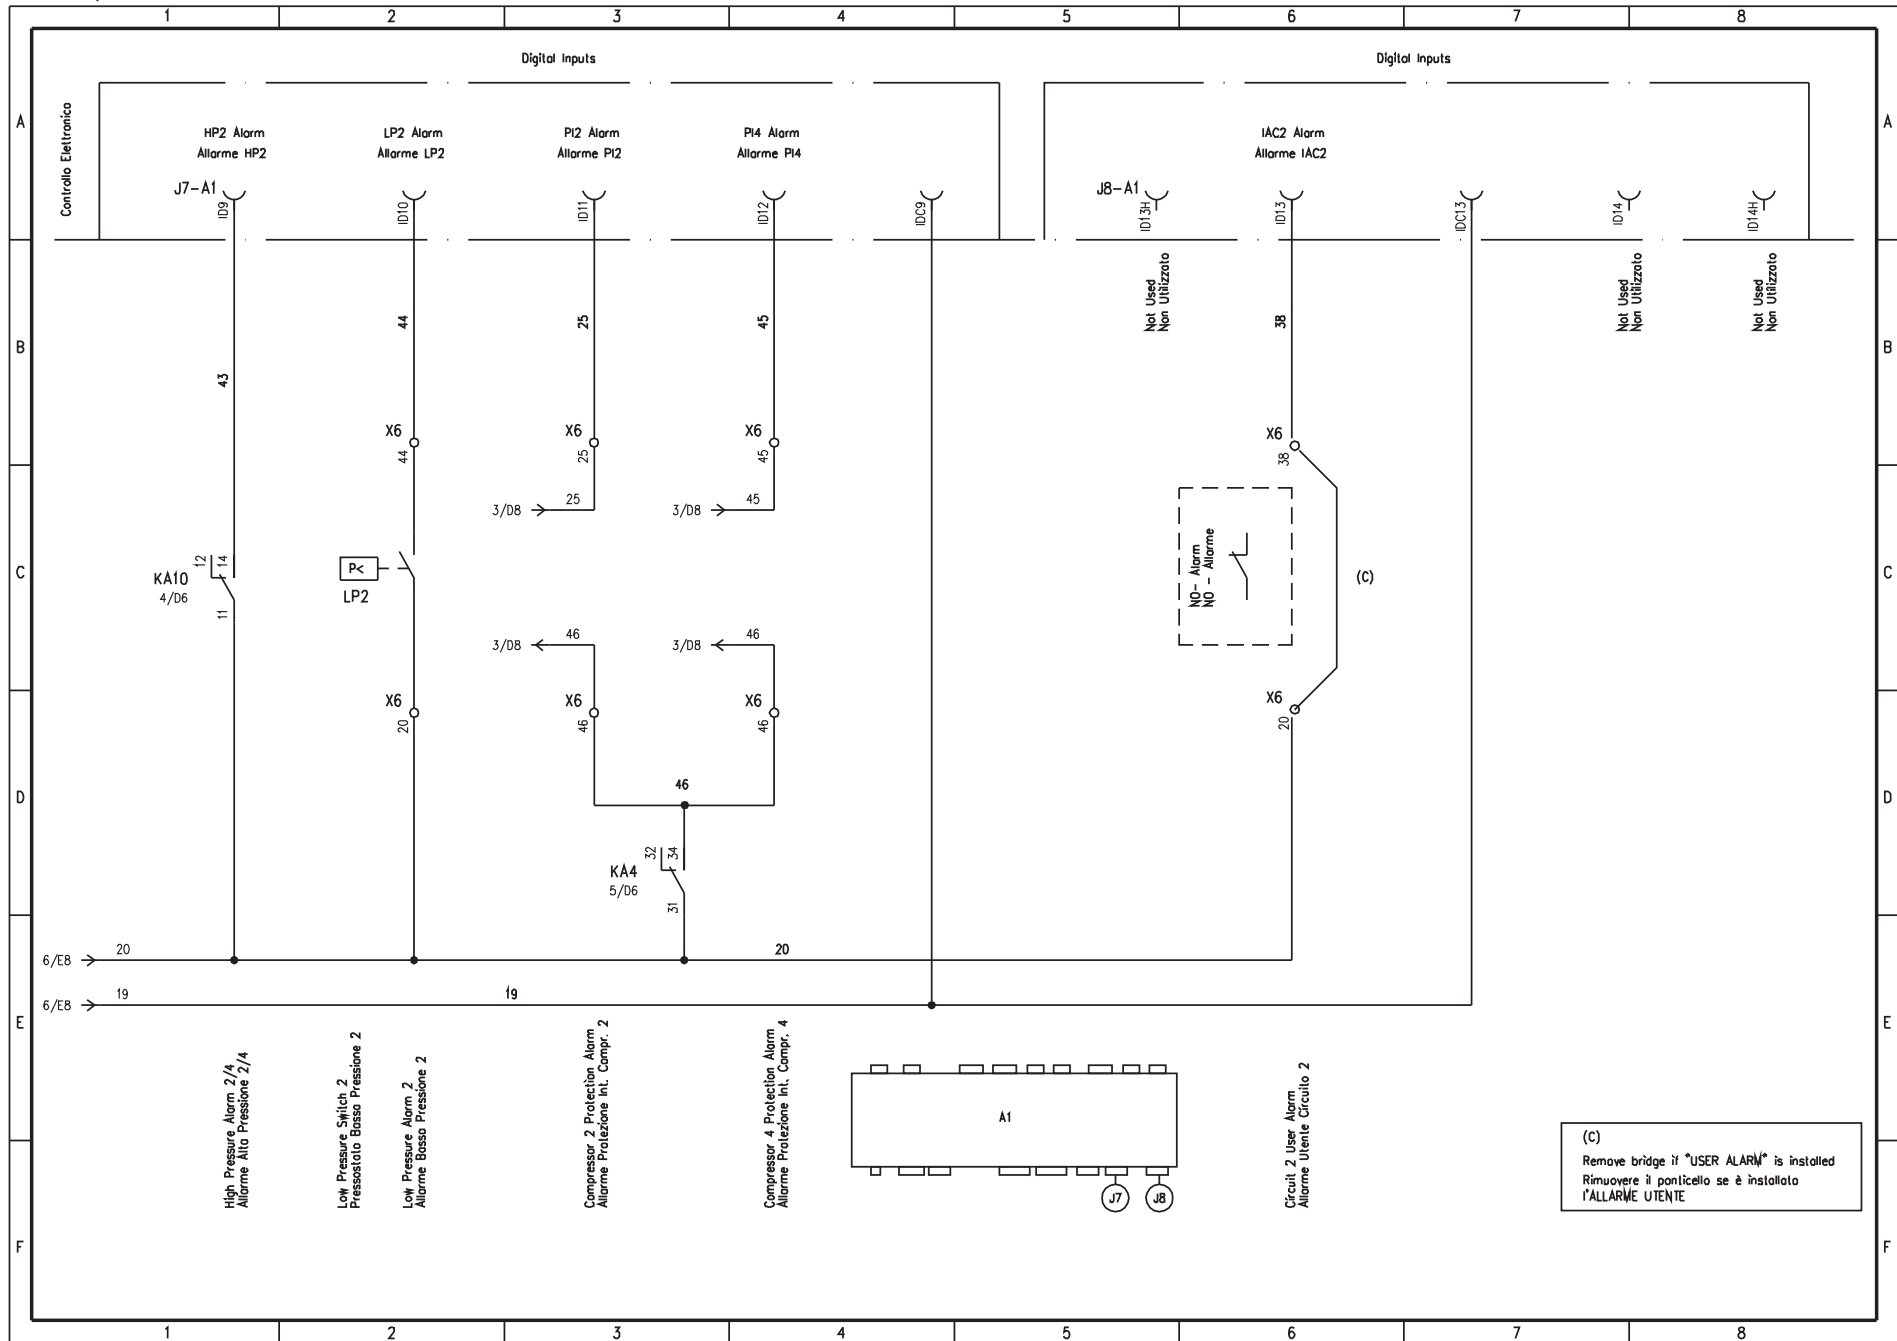 1 2 3 4 5 6 7 8
Digital Inputs
Digital Inputs
A
A
Controllo Elettronico
HP2 Alarm
Allarme HP2
LP2 Alarm
Allarme LP2
PI2 Alarm
Allarme PI2
PI4 Alarm
Allarme PI4
IAC2 Alarm
Allarme IAC2
J7-A1
J8-A1
ID9
ID10
ID11
ID12
IDC9
ID13H
ID13
IDC13
ID14
ID14H
Not Used
Non Utilizzato
Not Used
Non Utilizzato
Not Used
Non Utilizzato
B
B
43
44
25
45
38
X6
44
X6
25
X6
45
X6
38
3/D8
25
3/D8
45
C
C
KA10
4/D6
12
14
11
P<
LP2
NO- Alarm
NO - Allarme
(C)
3/D8
46
3/D8
46
X6
20
X6
46
X6
46
X6
20
D
D
46
KA4
5/D6
32
34
31
6/E8
20
20
6/E8
19
19
E
E
High Pressure Alarm 2/4
Allarme Alta Pressione 2/4
Low Pressure Switch 2
Pressostato Bassa Pressione 2
Low Pressure Alarm 2
Allarme Bassa Pressione 2
Compressor 2 Protection Alarm
Allarme Protezione Int. Compr. 2
Compressor 4 Protection Alarm
Allarme Protezione Int. Compr. 4
A1
J7
J8
Circuit 2 User Alarm
Allarme Utente Circuito 2
(C)
Remove bridge if "USER ALARM" is installed
Rimuovere il ponticello se è installato
l'ALLARME UTENTE
F
F
1 2 3 4 5 6 7 8